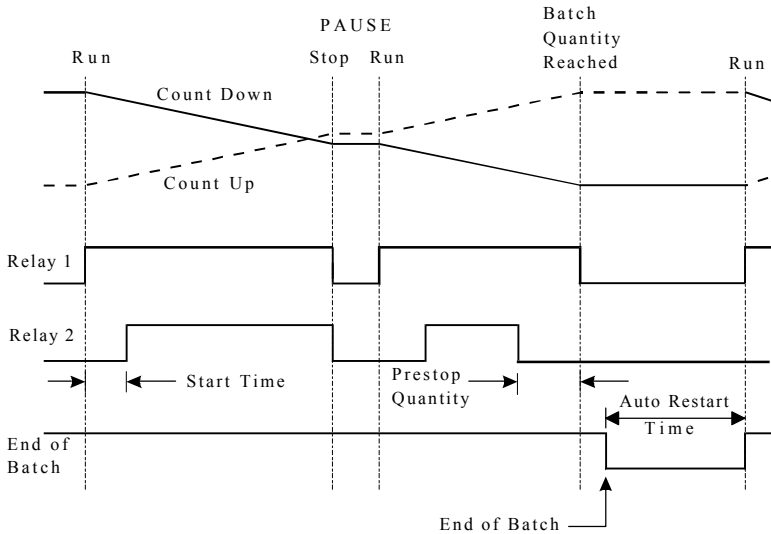 PAUSE
Batch
Quantity
Reached
Run
Stop
Run
Run
Count Down
Count Up
Relay 1
Relay 2
Start Time
Prestop
Quantity
Auto Restart
Time
End of
Batch
End of Batch